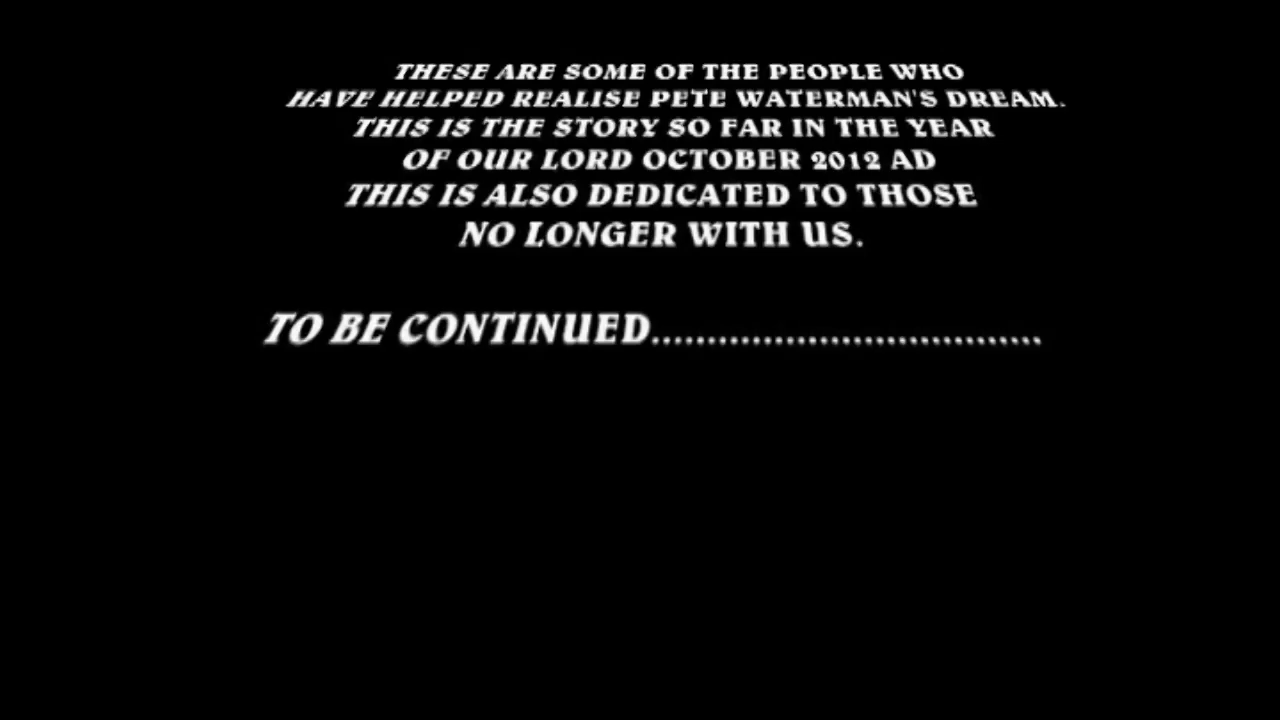 THESE ARE SOME OF THE PEOPLE WHO
HAVE HELPED REALISE PETE WATERMAN'S DREAM.
THIS IS THE STORY SO FAR IN THE YEAR
OF OUR LORD OCTOBER 2012 AD
THIS IS ALSO DEDICATED TO THOSE
NO LONGER WITH US.
TO BE CONTINUED...................................